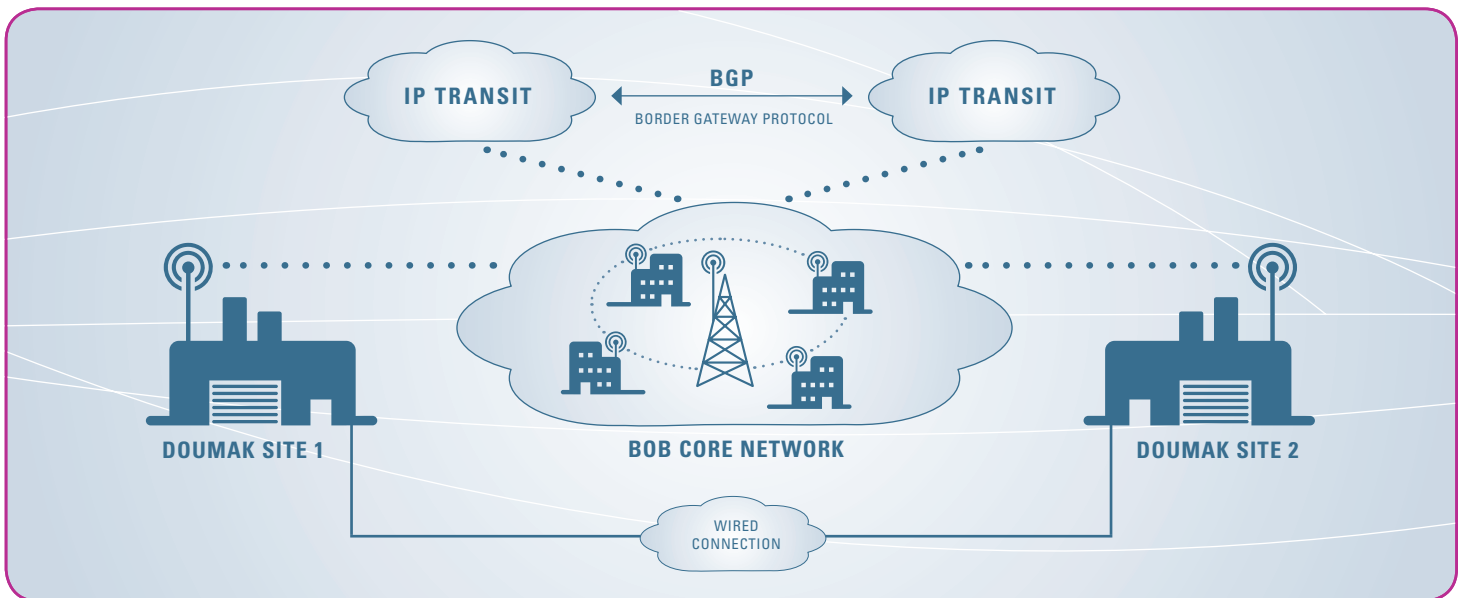 IP TRANSIT
BGP
BORDER GATEWAY PROTOCOL
IP TRANSIT
DOUMAK SITE 1
BOB CORE NETWORK
DOUMAK SITE 2
WIRED
CONNECTION